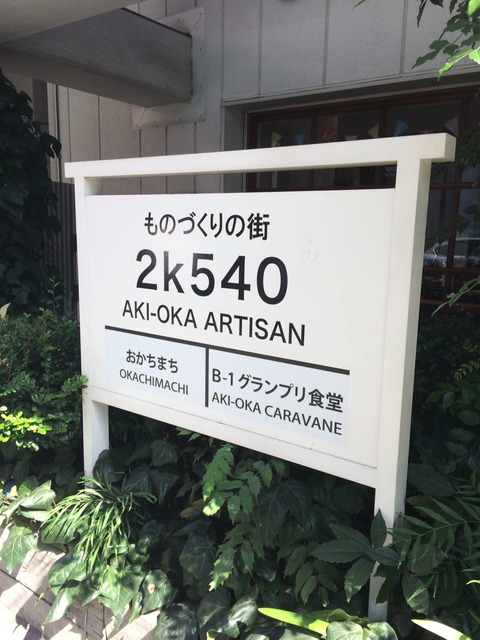 ものづくりの街
2k540
AKI-OKA ARTISAN
おかちまち
OKACHIMACHI
B-1グランプリ食堂
AKI-OKA CARAVANE